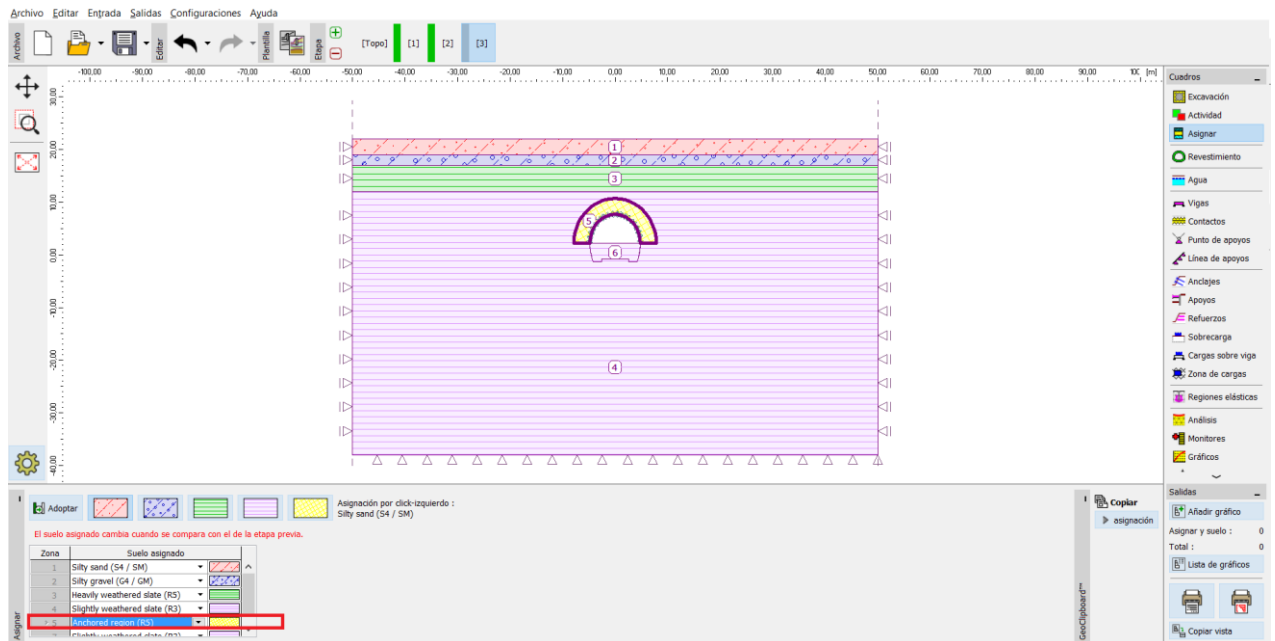 Archivo Editar Entrada Salidas Configuraciones Ayuda
Archivo
Editar
Plantilla
Etapa
[Topo] [1] [2] [3]
-100,00 -90,00 -80,00 -70,00 -60,00 -50,00 -40,00 -30,00 -20,00 -10,00 0,00 10,00 20,00 30,00 40,00 50,00 60,00 70,00 80,00 90,00 10C [m]
30,00
20,00
10,00
0,00
-10,00
-20,00
-30,00
-40,00
1
2
3
5
6
4
Cuadros
Excavación
Actividad
Asignar
Revestimiento
Agua
Vigas
Contactos
Punto de apoyos
Línea de apoyos
Anclajes
Apoyos
Refuerzos
Sobrecarga
Cargas sobre viga
Zona de cargas
Regiones elásticas
Análisis
Monitores
Gráficos
Adoptar
Asignación por click-izquierdo :
Silty sand (S4 / SM)
El suelo asignado cambia cuando se compara con el de la etapa previa.
Zona Suelo asignado
1 Silty sand (S4 / SM)
2 Silty gravel (G4 / GM)
3 Heavily weathered slate (R5)
4 Slightly weathered slate (R3)
> 5 Anchored region (R5)
Asignar
Copiar
asignación
GeoClipboard™
Salidas
Añadir gráfico
Asignar y suelo : 0
Total : 0
Lista de gráficos
Copiar vista